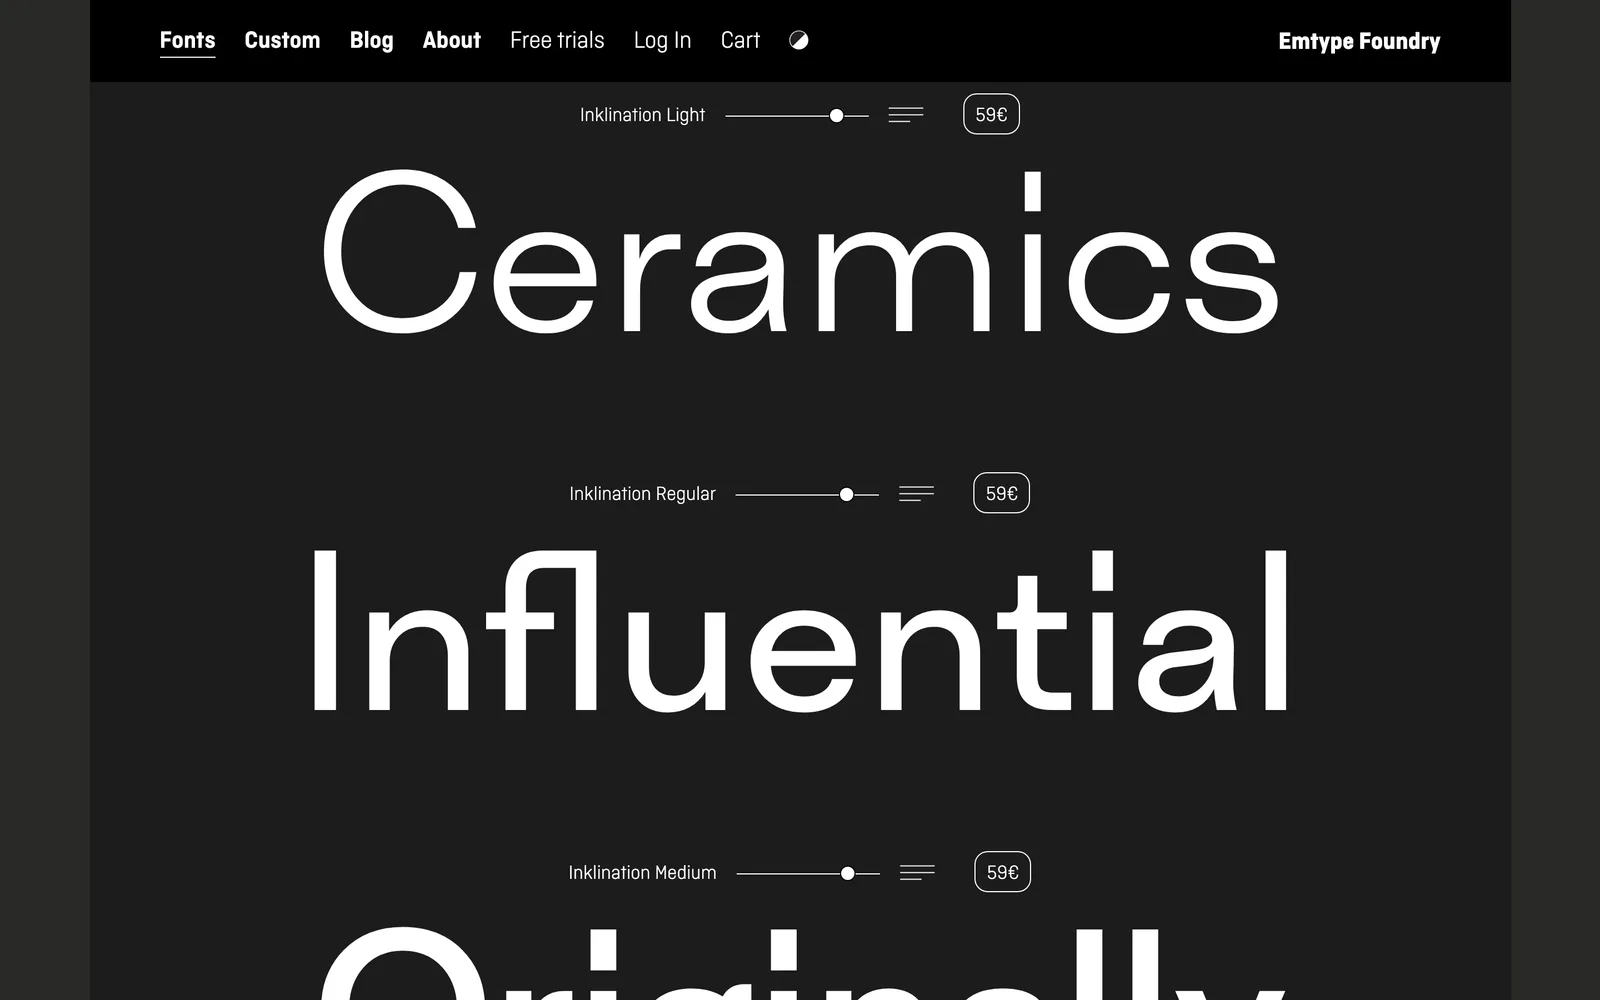 Fonts Custom Blog About Free trials Log In Cart Emtype Foundry
Inklination Light 59€
Ceramics
Inklination Regular 59€
Influential
Inklination Medium 59€
Originally